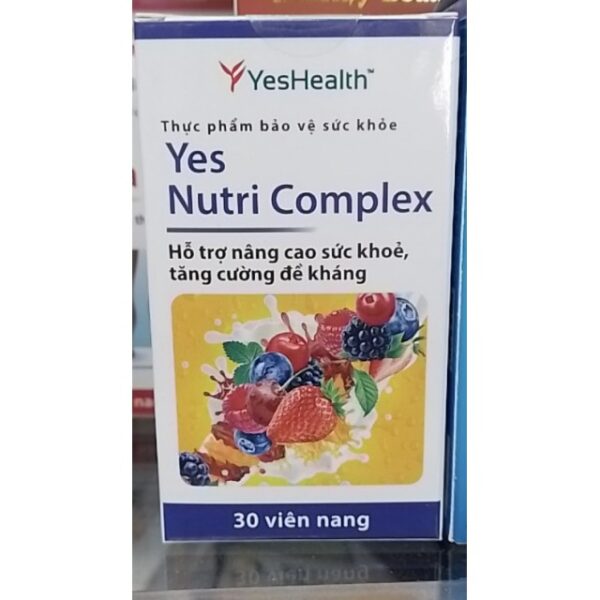 YesHealth™
Thực phẩm bảo vệ sức khỏe
Yes
Nutri Complex
Hỗ trợ nâng cao sức khoẻ,
tăng cường đề kháng
30 viên nang